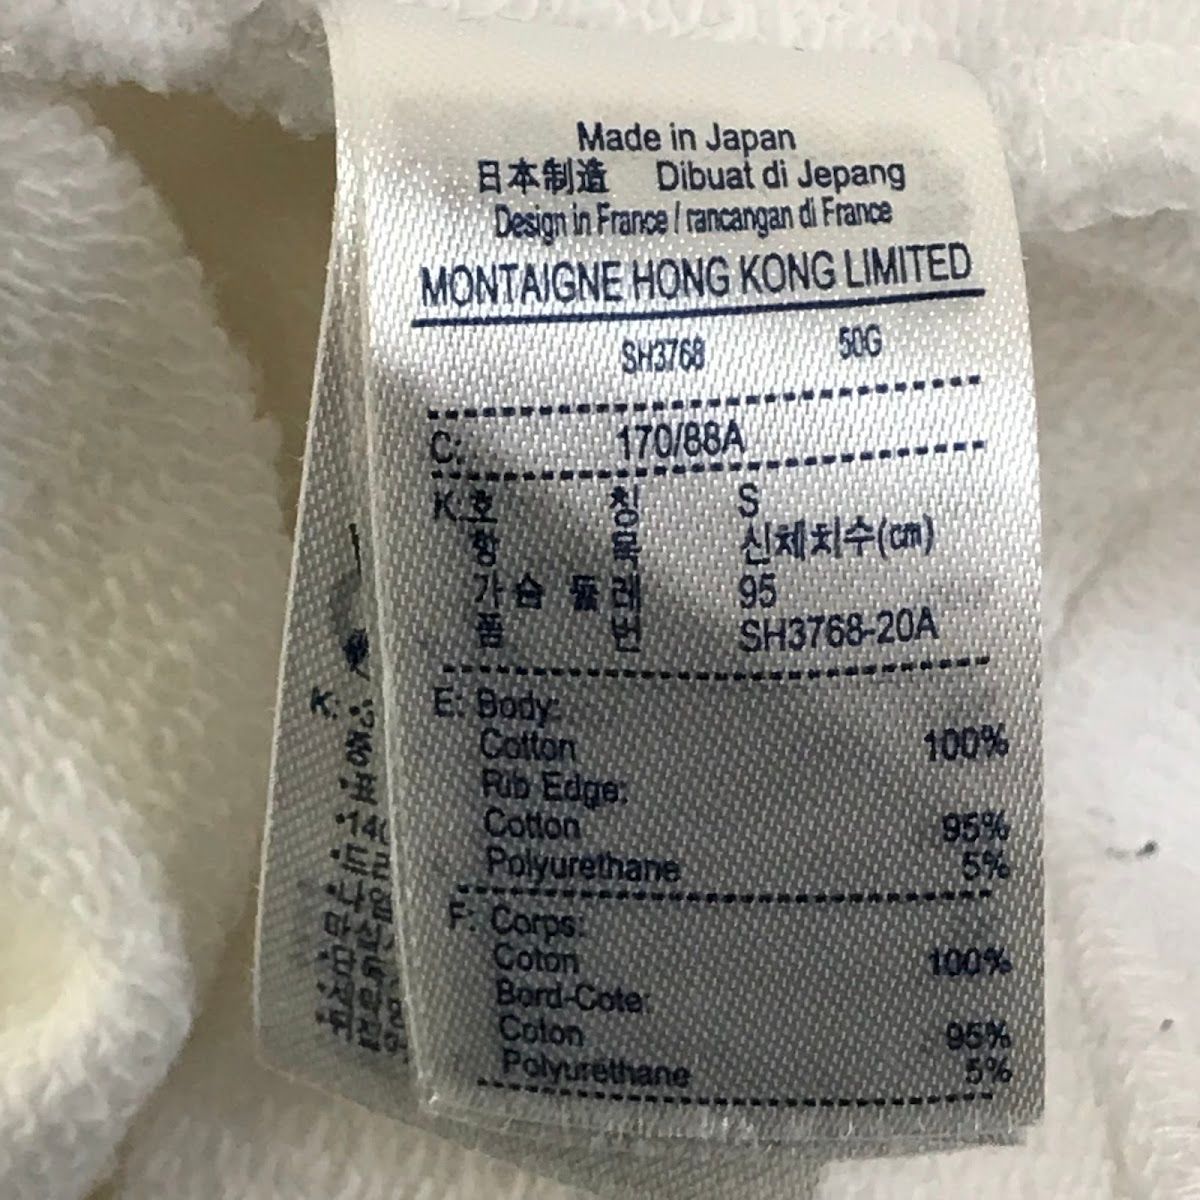 Made in Japan
日本制造 Dibuat di Jepang
Design in France / rancangan di France
MONTAIGNE HONG KONG LIMITED
SH3768 50G
C: 170/88A
K: 호 칭 S
항 목 신체치수(cm)
가슴 둘레 95
품 번 SH3768-20A
E: Body:
Cotton 100%
Rib Edge:
Cotton 95%
Polyurethane 5%
F: Corps:
Coton 100%
Bord-Cote:
Coton 95%
Polyurethane 5%
K: